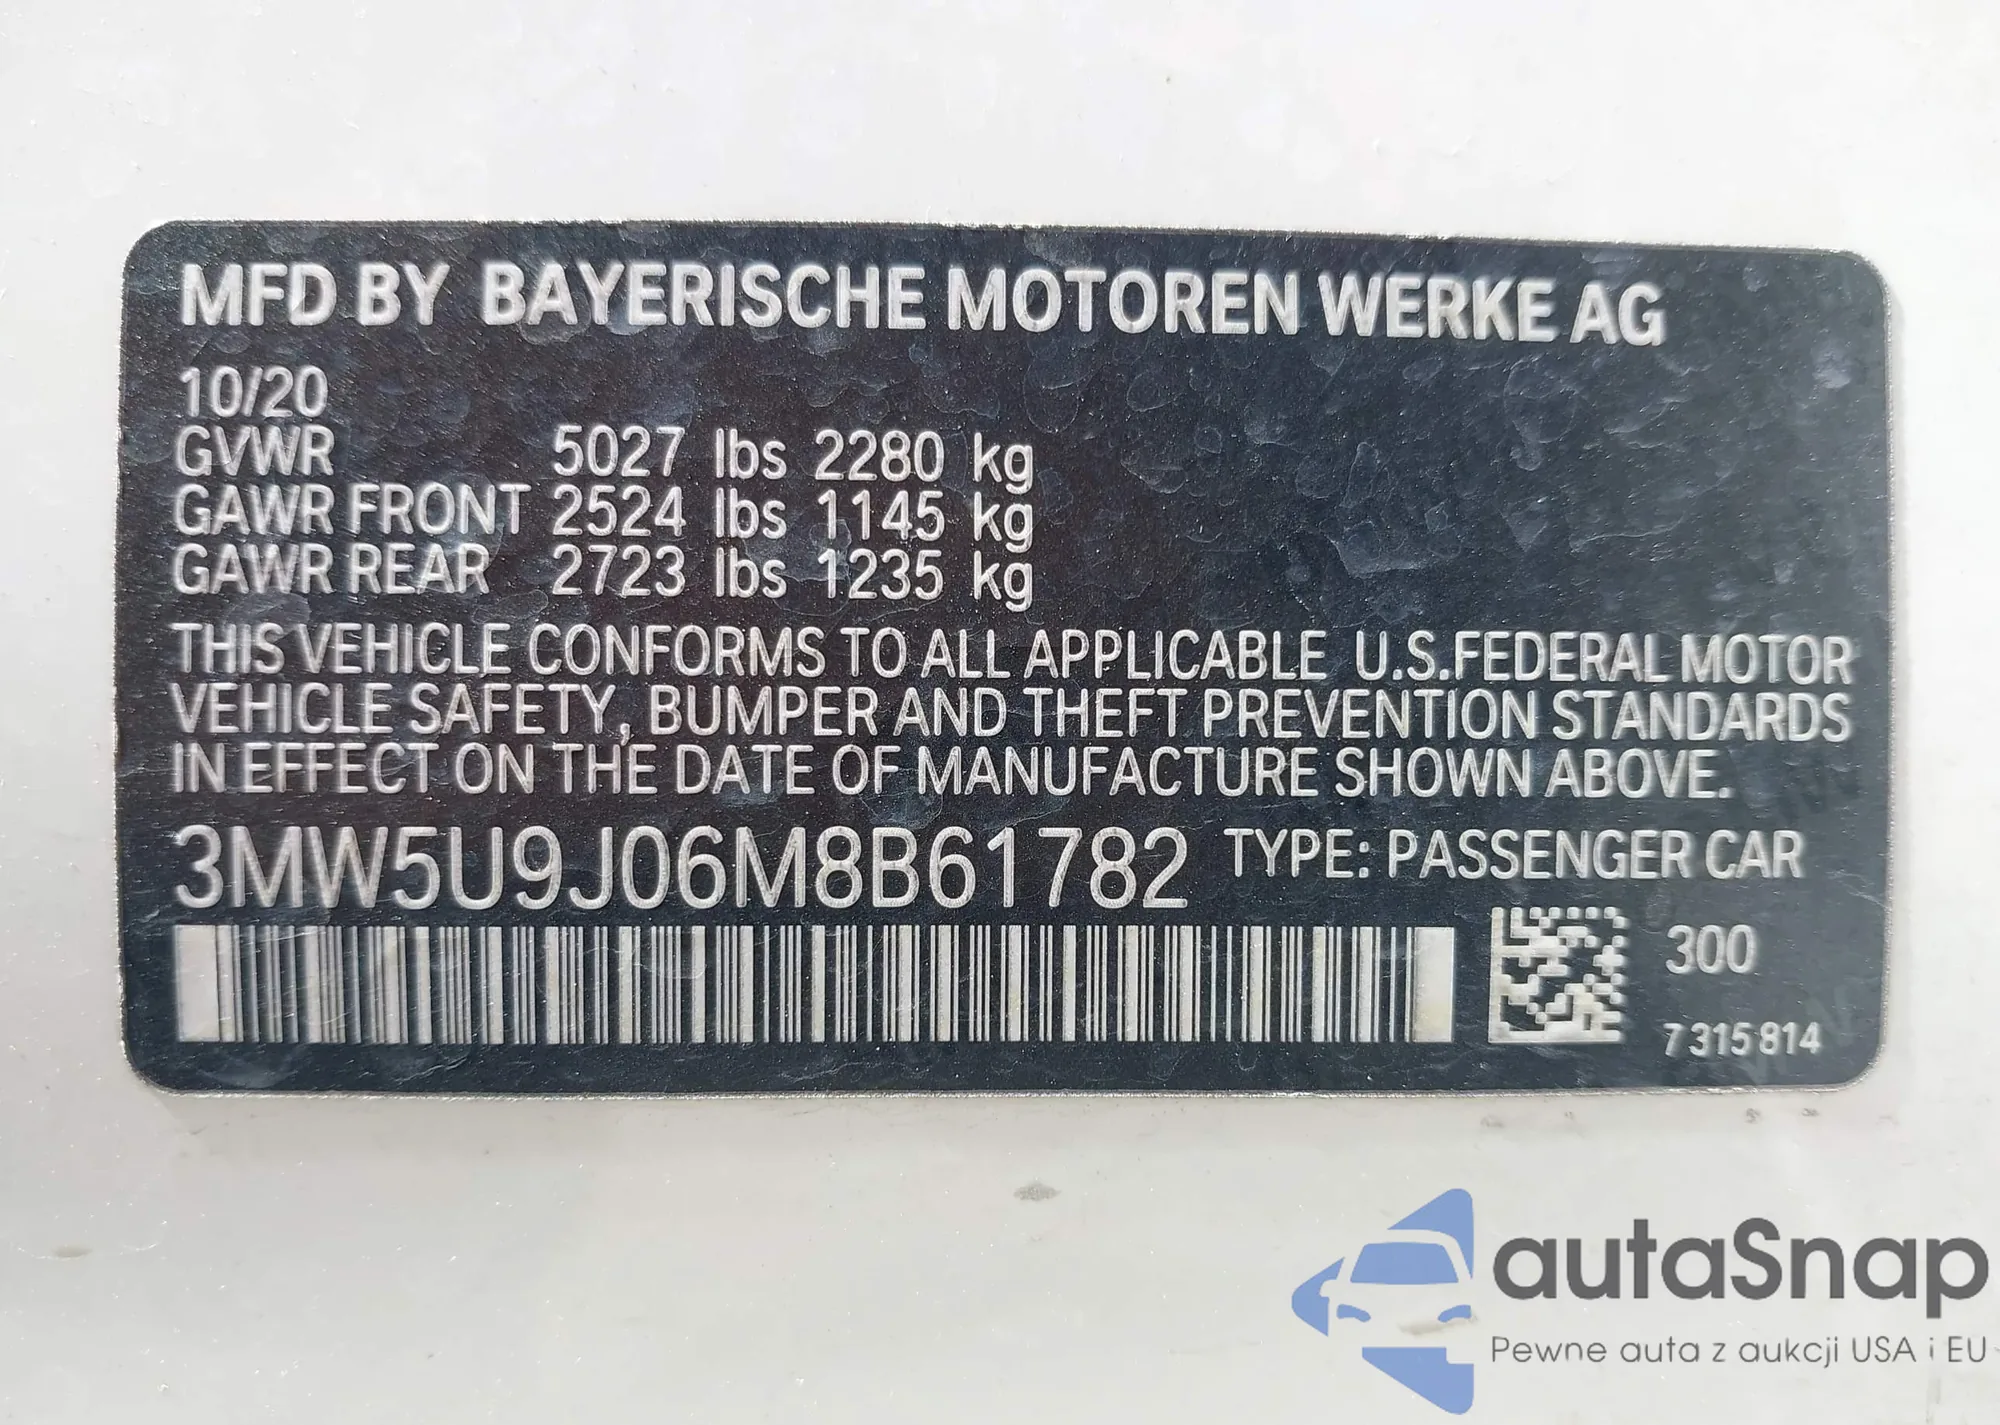 MFD BY BAYERISCHE MOTOREN WERKE AG
10/20
GVWR 5027 lbs 2280 kg
GAWR FRONT 2524 lbs 1145 kg
GAWR REAR 2723 lbs 1235 kg
THIS VEHICLE CONFORMS TO ALL APPLICABLE U.S.FEDERAL MOTOR
VEHICLE SAFETY, BUMPER AND THEFT PREVENTION STANDARDS
IN EFFECT ON THE DATE OF MANUFACTURE SHOWN ABOVE.
3MW5U9J06M8B61782 TYPE: PASSENGER CAR
300
7 315 814
autaSnap
Pewne auta z aukcji USA i EU